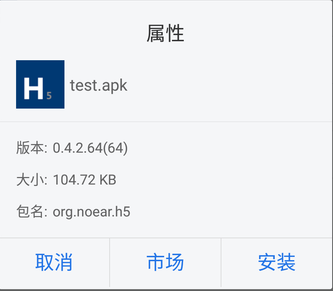 属性
H5
test.apk
版本: 0.4.2.64(64)
大小: 104.72 KB
包名: org.noear.h5
取消 市场 安装